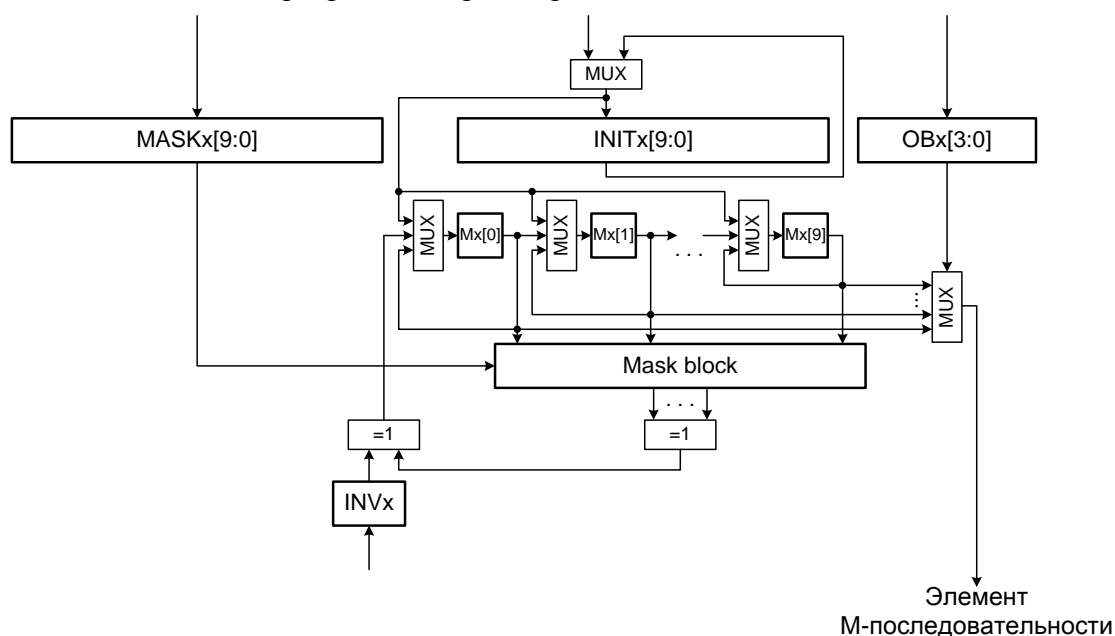 MUX
MASKx[9:0]
INITx[9:0]
OBx[3:0]
MUX
Mx[0]
MUX
Mx[1]
. . .
MUX
Mx[9]
...
MUX
Mask block
. . .
=1
=1
INVx
Элемент
М-последовательности